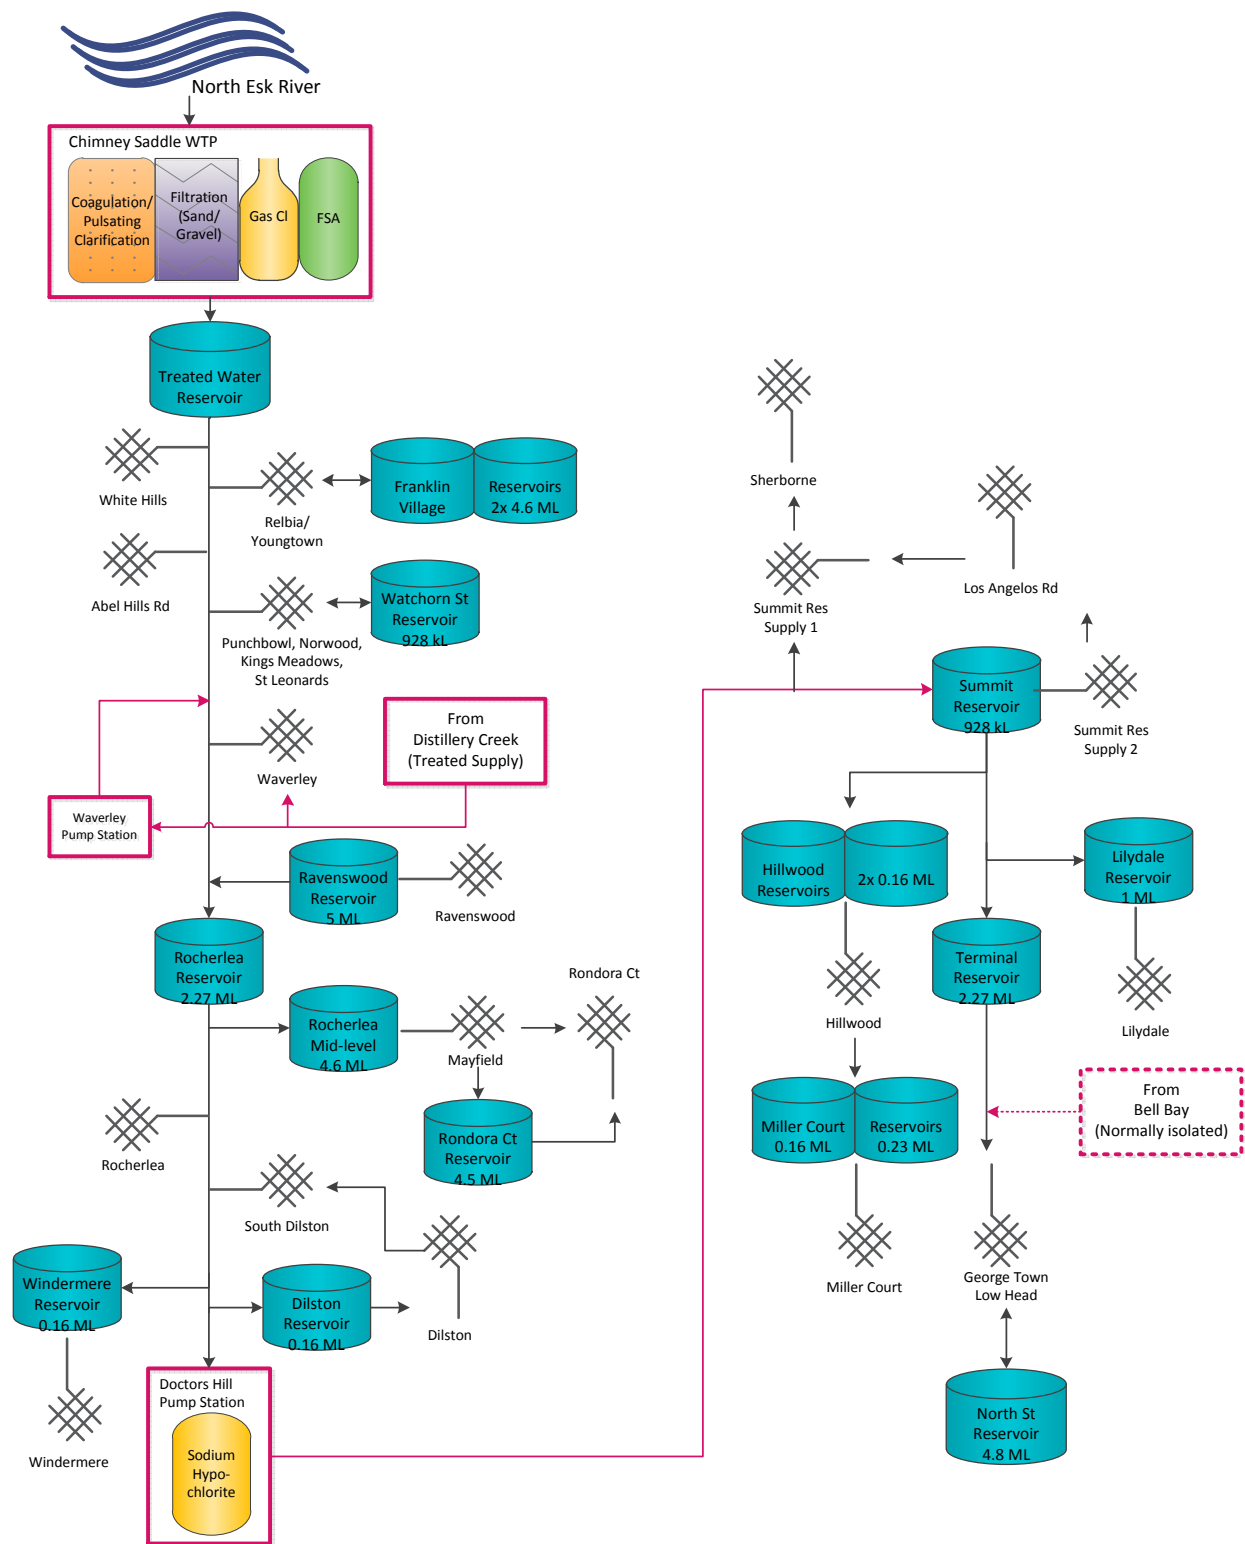 North Esk River
Chimney Saddle WTP
Coagulation/
Pulsating
Clarification
Filtration
(Sand/
Gravel)
Gas Cl
FSA
Treated Water
Reservoir
White Hills
Relbia/
Youngtown
Franklin
Village
Reservoirs
2x 4.6 ML
Abel Hills Rd
Punchbowl, Norwood,
Kings Meadows,
St Leonards
Watchorn St
Reservoir
928 kL
Waverley
From
Distillery Creek
(Treated Supply)
Waverley
Pump Station
Ravenswood
Reservoir
5 ML
Ravenswood
Rocherlea
Reservoir
2.27 ML
Rocherlea
Mid-level
4.6 ML
Mayfield
Rondora Ct
Rondora Ct
Reservoir
4.5 ML
Rocherlea
South Dilston
Windermere
Reservoir
0.16 ML
Windermere
Dilston
Reservoir
0.16 ML
Dilston
Doctors Hill
Pump Station
Sodium
Hypo-
chlorite
Sherborne
Summit Res
Supply 1
Los Angelos Rd
Summit
Reservoir
928 kL
Summit Res
Supply 2
Hillwood
Reservoirs
2x 0.16 ML
Lilydale
Reservoir
1 ML
Terminal
Reservoir
2.27 ML
Hillwood
Lilydale
Miller Court
0.16 ML
Reservoirs
0.23 ML
From
Bell Bay
(Normally isolated)
Miller Court
George Town
Low Head
North St
Reservoir
4.8 ML